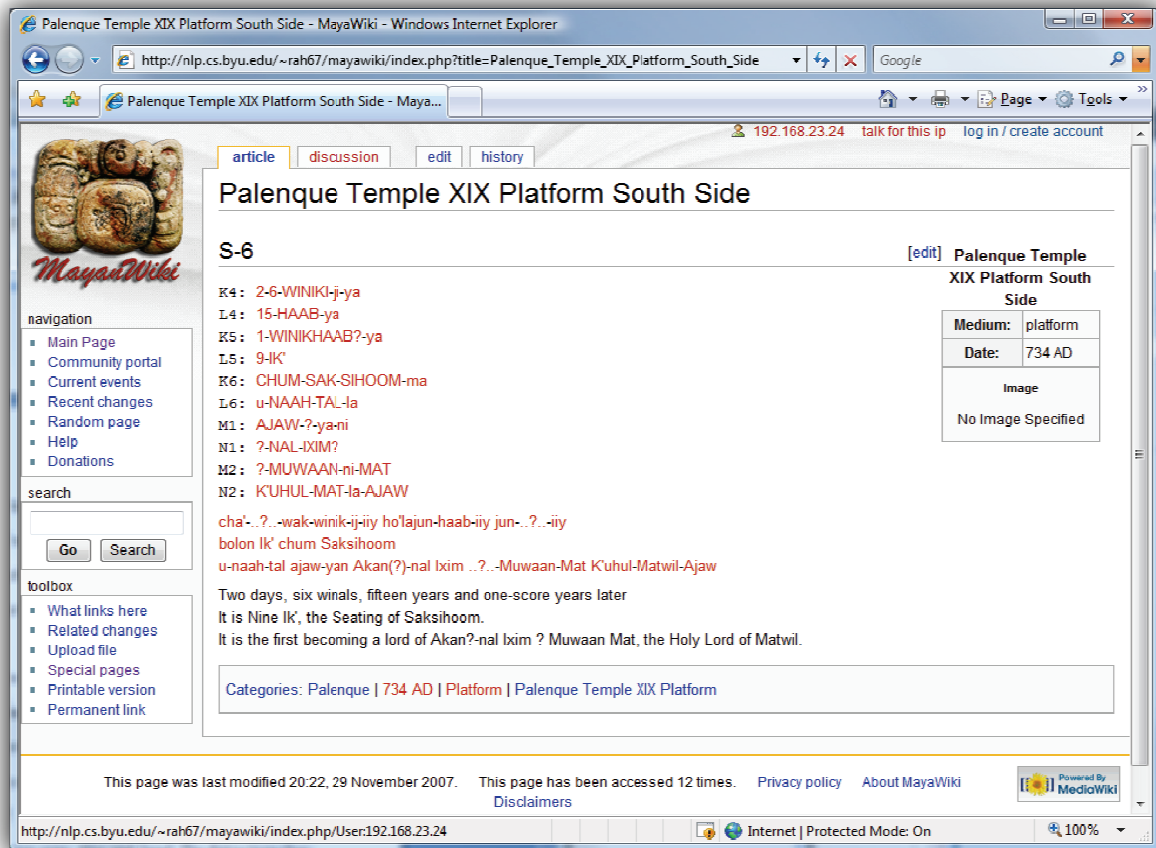 Palenque Temple XIX Platform South Side - MayaWiki - Windows Internet Explorer
http://nlp.cs.byu.edu/~rah67/mayawiki/index.php?title=Palenque_Temple_XIX_Platform_South_Side
Google
Palenque Temple XIX Platform South Side - Maya...
Page
Tools
192.168.23.24 talk for this ip log in / create account
article discussion edit history
MayanWiki
Palenque Temple XIX Platform South Side
S-6
[edit]
K4: 2-6-WINIKI-ji-ya
L4: 15-HAAB-ya
K5: 1-WINIKHAAB?-ya
L5: 9-IK'
K6: CHUM-SAK-SIHOOM-ma
L6: u-NAAH-TAL-la
M1: AJAW-?-ya-ni
N1: ?-NAL-IXIM?
M2: ?-MUWAAN-ni-MAT
N2: K'UHUL-MAT-la-AJAW
cha'-..?..-wak-winik-ij-iiy ho'lajun-haab-iiy jun-..?..-iiy
bolon Ik' chum Saksihoom
u-naah-tal ajaw-yan Akan(?)-nal Ixim ..?..-Muwaan-Mat K'uhul-Matwil-Ajaw
Two days, six winals, fifteen years and one-score years later
It is Nine Ik', the Seating of Saksihoom.
It is the first becoming a lord of Akan?-nal Ixim ? Muwaan Mat, the Holy Lord of Matwil.
Palenque Temple
XIX Platform South
Side
Medium: platform
Date: 734 AD
Image
No Image Specified
Categories: Palenque | 734 AD | Platform | Palenque Temple XIX Platform
navigation
Main Page
Community portal
Current events
Recent changes
Random page
Help
Donations
search
Go Search
toolbox
What links here
Related changes
Upload file
Special pages
Printable version
Permanent link
This page was last modified 20:22, 29 November 2007. This page has been accessed 12 times. Privacy policy About MayaWiki
Disclaimers
Powered By
MediaWiki
http://nlp.cs.byu.edu/~rah67/mayawiki/index.php/User:192.168.23.24
Internet | Protected Mode: On
100%